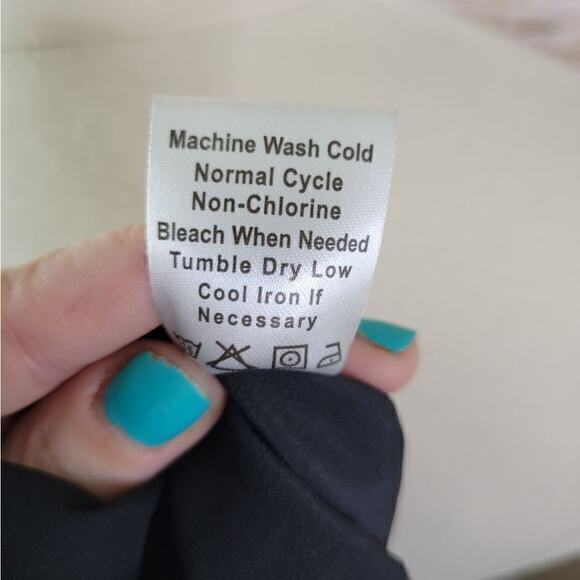 Machine Wash Cold
Normal Cycle
Non-Chlorine
Bleach When Needed
Tumble Dry Low
Cool Iron If
Necessary